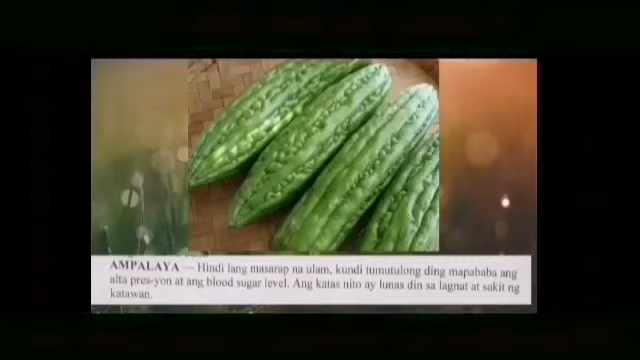 AMPALAYA — Hindi lang masarap na ulam, kundi tumutulong ding mapababa ang
alta pres-yon at ang blood sugar level. Ang katas nito ay lunas din sa lagnat at sakit ng
katawan.